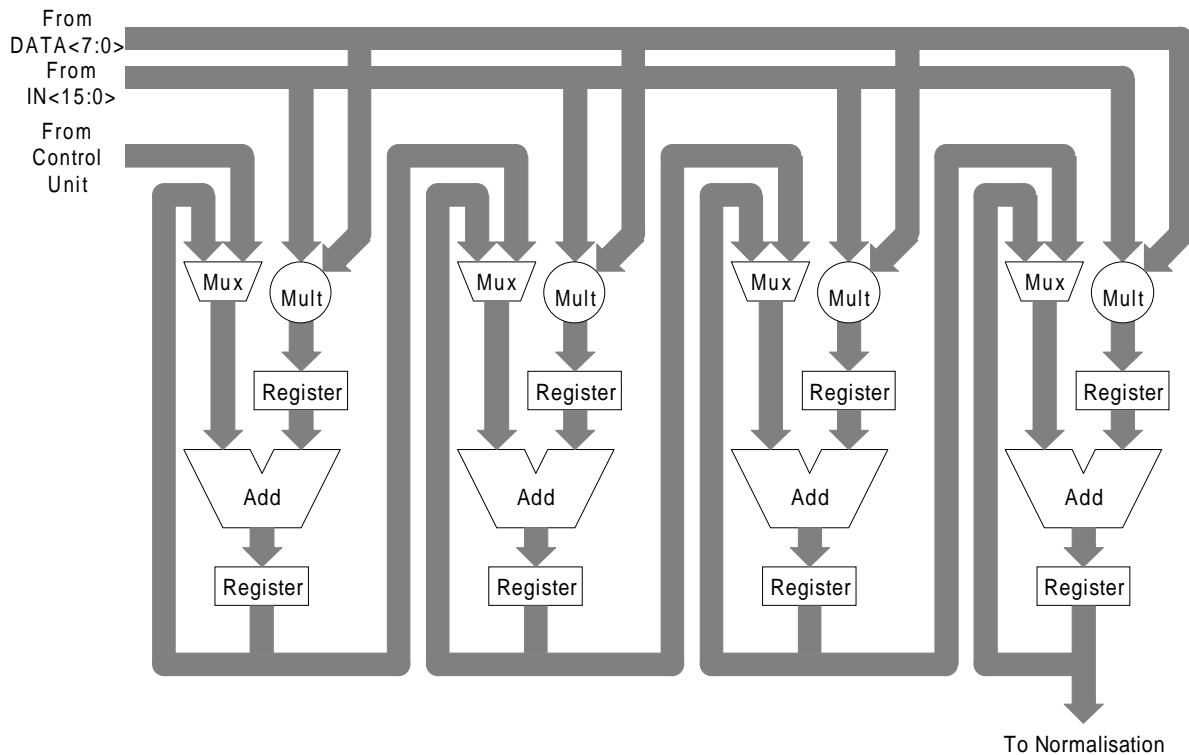 From
DATA<7:0>
From
IN<15:0>
From
Control
Unit
Mux
Mult
Mux
Mult
Mux
Mult
Mux
Mult
Register
Register
Register
Register
Add
Add
Add
Add
Register
Register
Register
Register
To Normalisation